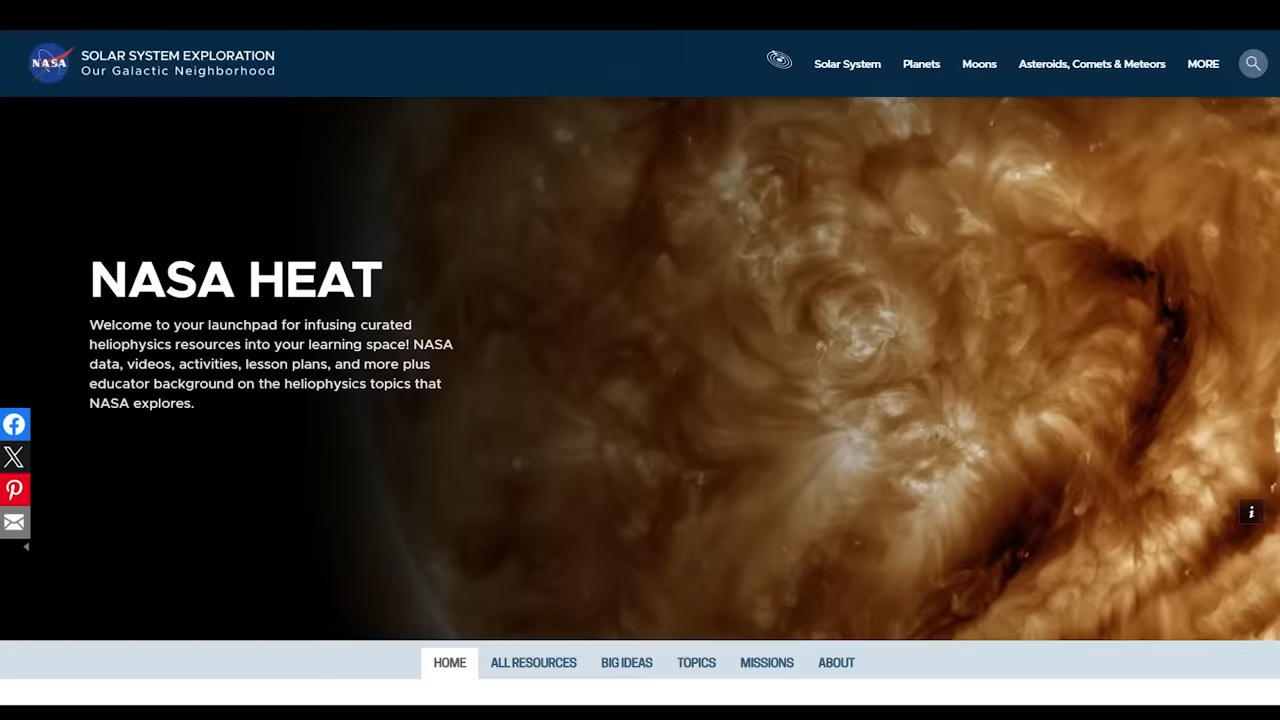 NASA
SOLAR SYSTEM EXPLORATION
Our Galactic Neighborhood
Solar System
Planets
Moons
Asteroids, Comets & Meteors
MORE
NASA HEAT
Welcome to your launchpad for infusing curated
heliophysics resources into your learning space! NASA
data, videos, activities, lesson plans, and more plus
educator background on the heliophysics topics that
NASA explores.
i
HOME
ALL RESOURCES
BIG IDEAS
TOPICS
MISSIONS
ABOUT